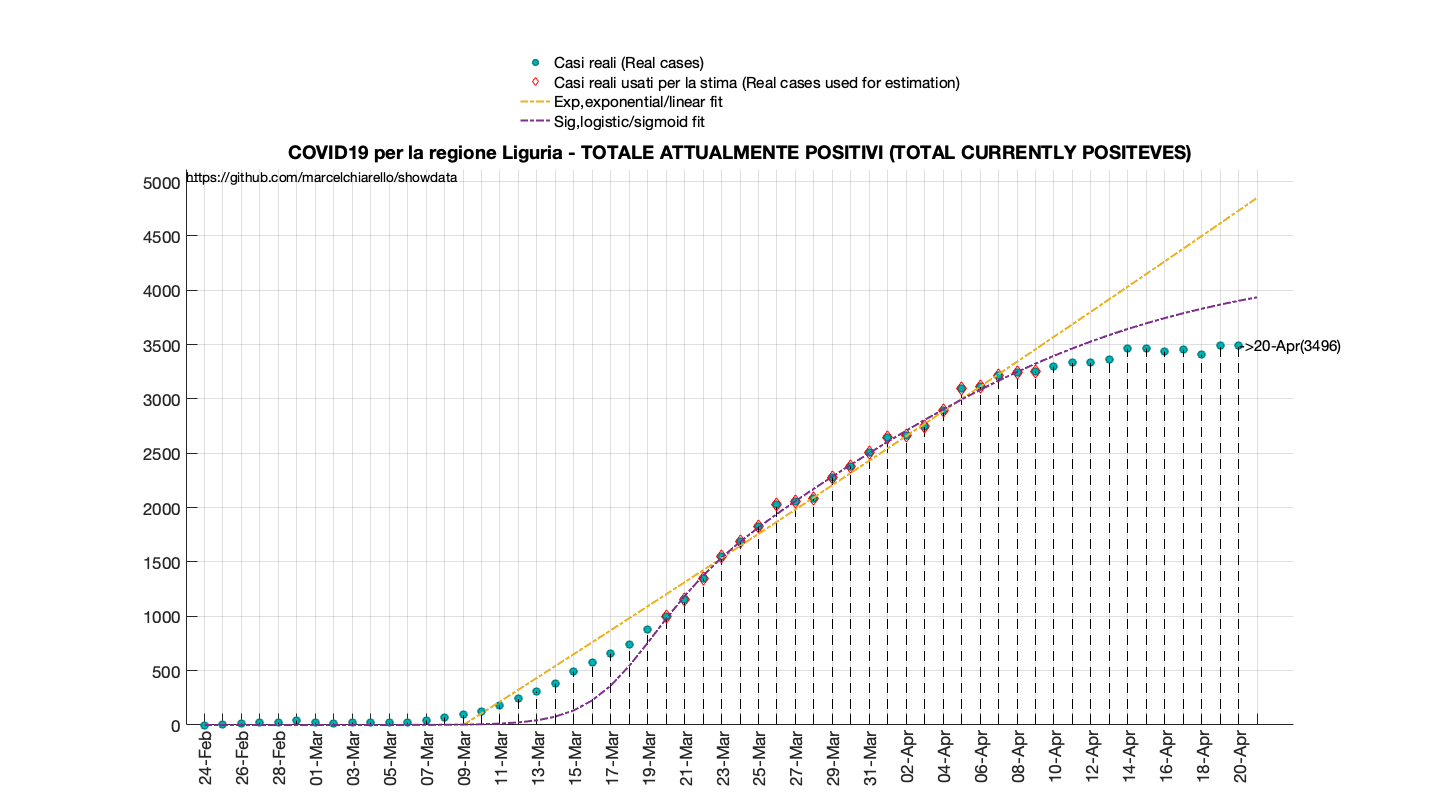 Casi reali (Real cases)
Casi reali usati per la stima (Real cases used for estimation)
Exp,exponential/linear fit
Sig,logistic/sigmoid fit
COVID19 per la regione Liguria - TOTALE ATTUALMENTE POSITIVI (TOTAL CURRENTLY POSITEVES)
https://github.com/marcelchiarello/showdata
5000
4500
4000
3500
3000
2500
2000
1500
1000
500
0
->20-Apr(3496)
24-Feb
26-Feb
28-Feb
01-Mar
03-Mar
05-Mar
07-Mar
09-Mar
11-Mar
13-Mar
15-Mar
17-Mar
19-Mar
21-Mar
23-Mar
25-Mar
27-Mar
29-Mar
31-Mar
02-Apr
04-Apr
06-Apr
08-Apr
10-Apr
12-Apr
14-Apr
16-Apr
18-Apr
20-Apr